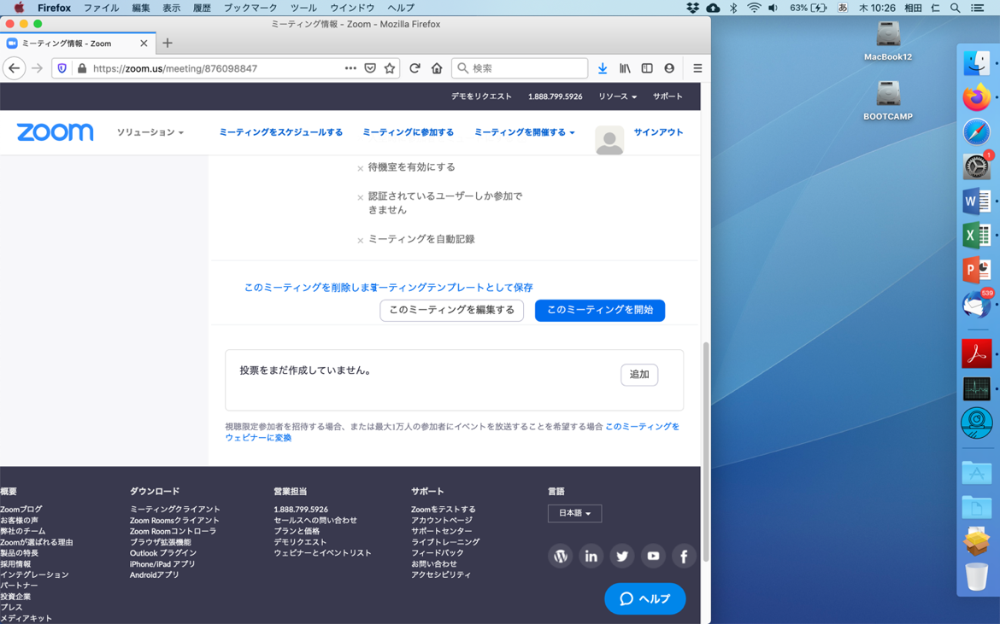 Firefox ファイル 編集 表示 履歴 ブックマーク ツール ウインドウ ヘルプ 63% あ 木 10:26 相田 仁
ミーティング情報 - Zoom - Mozilla Firefox
ミーティング情報 - Zoom
https://zoom.us/meeting/876098847 検索
MacBook12
BOOTCAMP
デモをリクエスト 1.888.799.5926 リソース サポート
zoom ソリューション ミーティングをスケジュールする ミーティングに参加する ミーティングを開催する サインアウト
× 待機室を有効にする
× 認証されているユーザーしか参加で
きません
× ミーティングを自動記録
このミーティングを削除します ミーティングテンプレートとして保存
このミーティングを編集する このミーティングを開始
投票をまだ作成していません。 追加
視聴限定参加者を招待する場合、または最大1万人の参加者にイベントを放送することを希望する場合 このミーティングを
ウェビナーに変換
概要
Zoomブログ
お客様の声
弊社のチーム
Zoomが選ばれる理由
製品の特長
採用情報
インテグレーション
パートナー
投資企業
プレス
メディアキット
ダウンロード
ミーティングクライアント
Zoom Roomsクライアント
Zoom Roomコントローラ
ブラウザ拡張機能
Outlook プラグイン
iPhone/iPad アプリ
Androidアプリ
営業担当
1.888.799.5926
セールスへの問い合わせ
プランと価格
デモリクエスト
ウェビナーとイベントリスト
サポート
Zoomをテストする
アカウントページ
サポートセンター
ライブトレーニング
フィードバック
お問い合わせ
アクセシビリティ
言語
日本語
in
f
ヘルプ
1
W
X
P
539